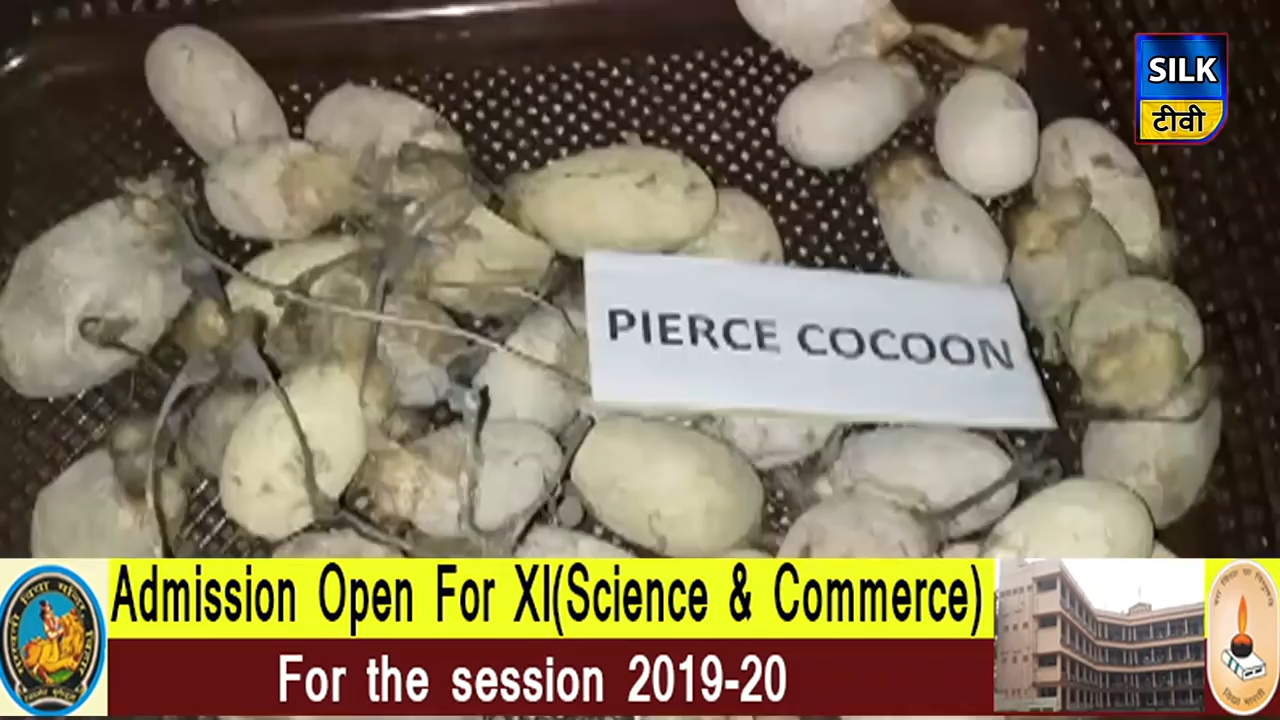 SILK
टीवी
PIERCE COCOON
Admission Open For XI(Science & Commerce)
For the session 2019-20